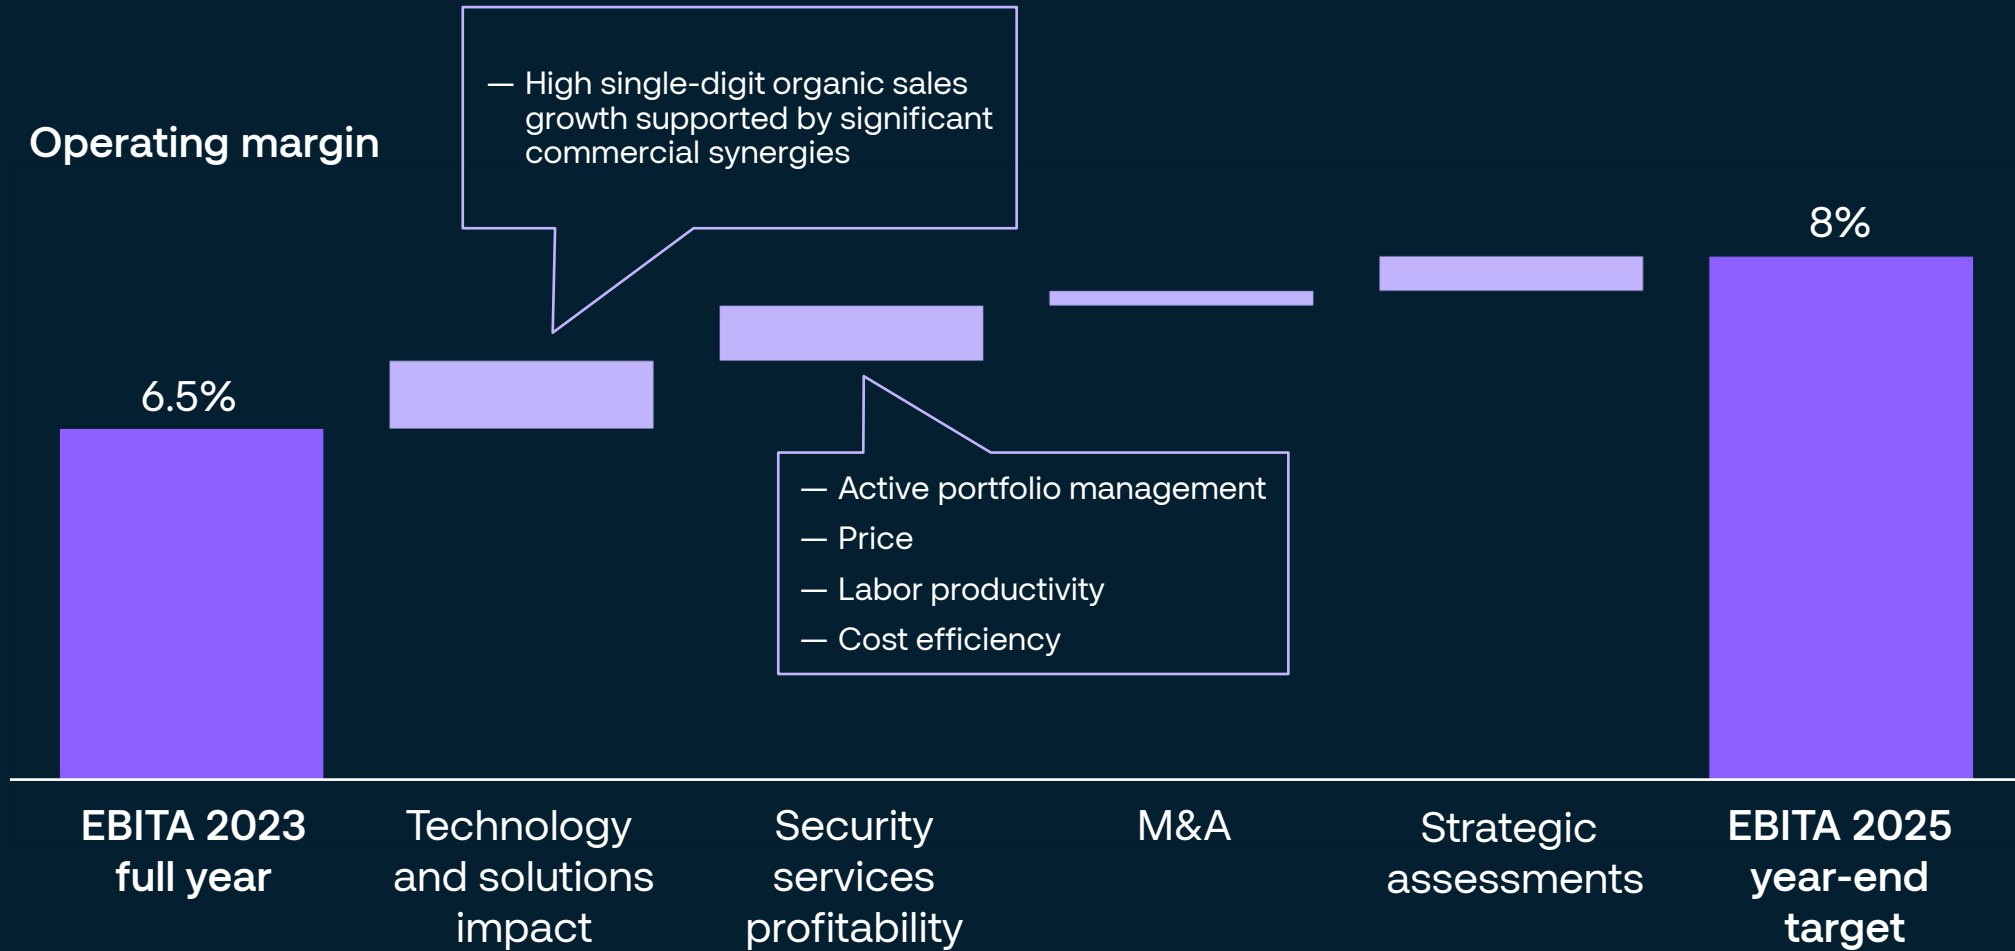 Operating margin
— High single-digit organic sales
growth supported by significant
commercial synergies
8%
6.5%
— Active portfolio management
— Price
— Labor productivity
— Cost efficiency
EBITA 2023
full year
Technology
and solutions
impact
Security
services
profitability
M&A
Strategic
assessments
EBITA 2025
year-end
target